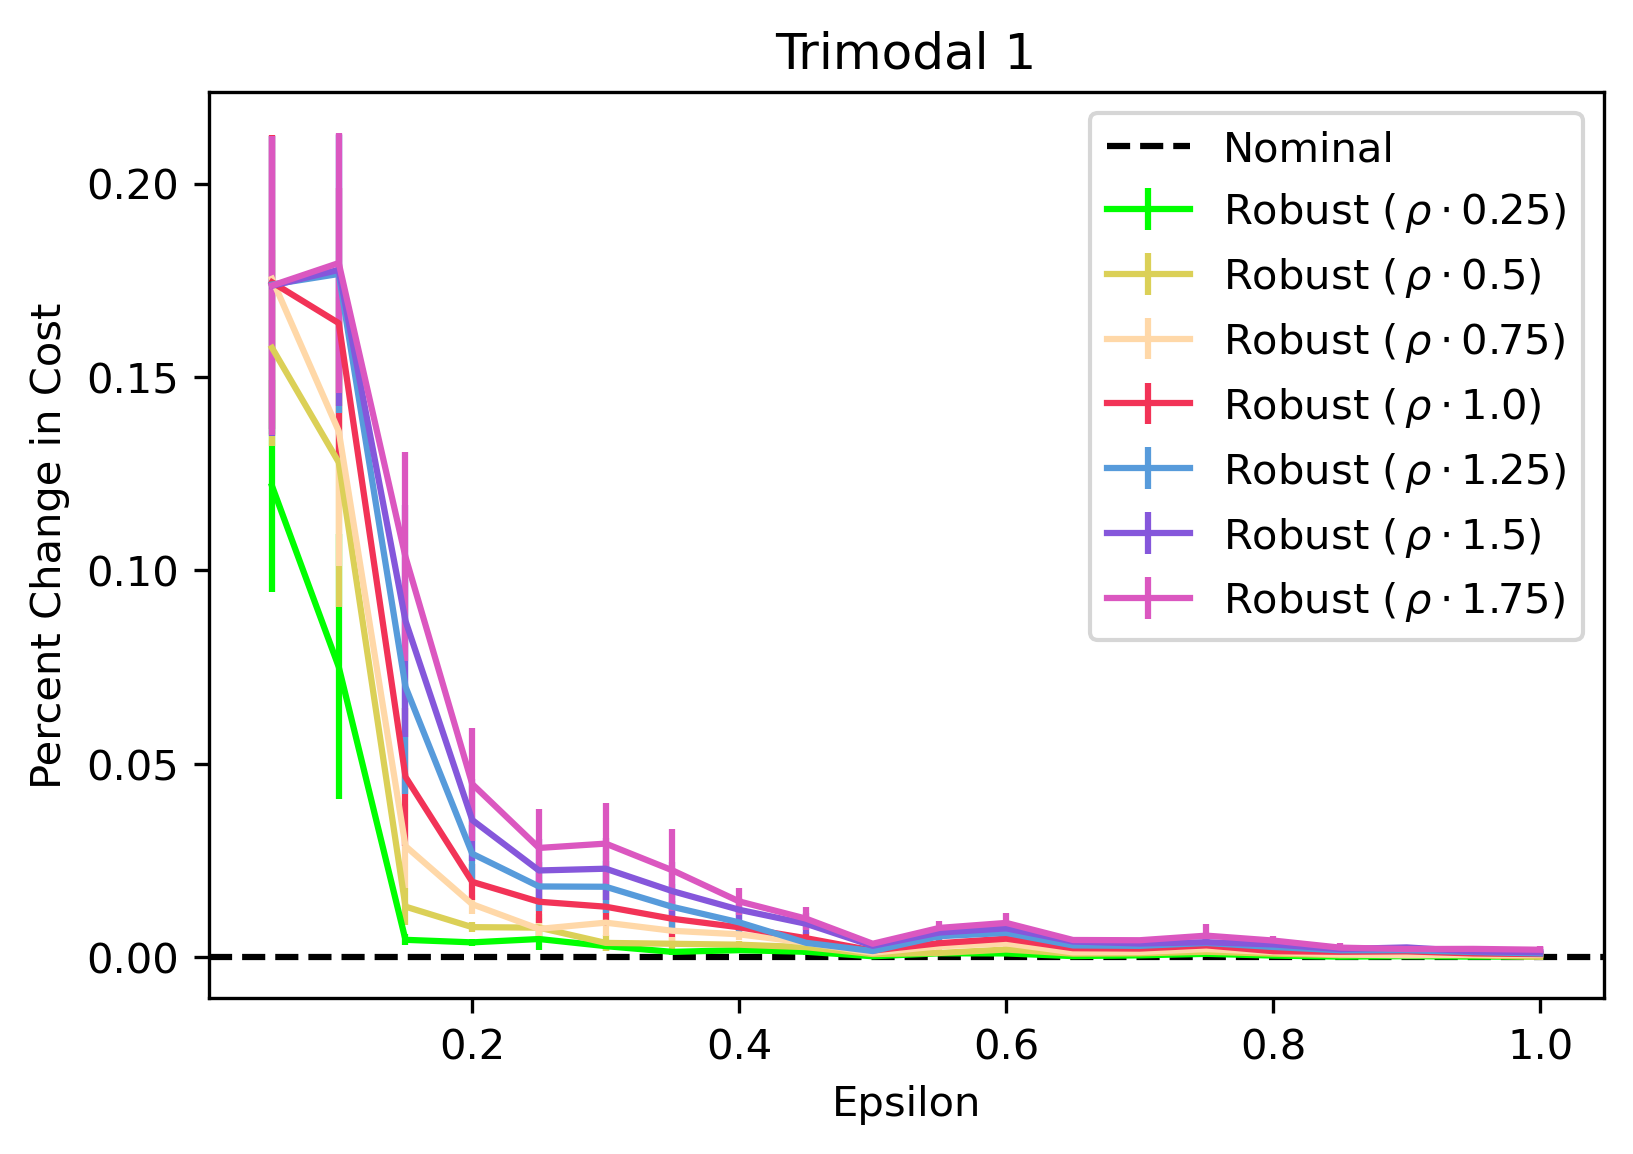 Trimodal 1
Percent Change in Cost
0.20
0.15
0.10
0.05
0.00
Nominal
Robust (ρ · 0.25)
Robust (ρ · 0.5)
Robust (ρ · 0.75)
Robust (ρ · 1.0)
Robust (ρ · 1.25)
Robust (ρ · 1.5)
Robust (ρ · 1.75)
0.2 0.4 0.6 0.8 1.0
Epsilon